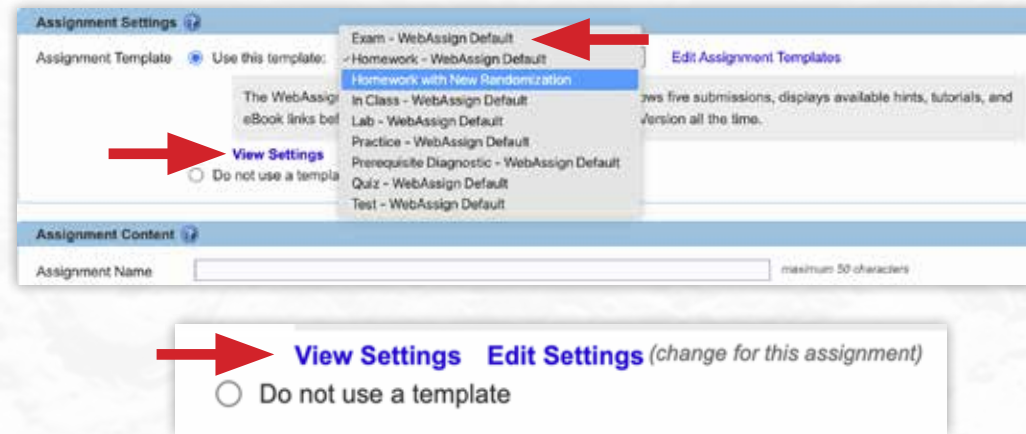 Assignment Settings
Exam - WebAssign Default
Assignment Template Use this template: ✓Homework - WebAssign Default Edit Assignment Templates
Homework with New Randomization
The WebAssig In Class - WebAssign Default ows five submissions, displays available hints, tutorials, and
eBook links bef Lab - WebAssign Default Version all the time.
Practice - WebAssign Default
View Settings Prerequisite Diagnostic - WebAssign Default
Do not use a templa Quiz - WebAssign Default
Test - WebAssign Default
Assignment Content
Assignment Name maximum 50 characters
View Settings Edit Settings (change for this assignment)
Do not use a template